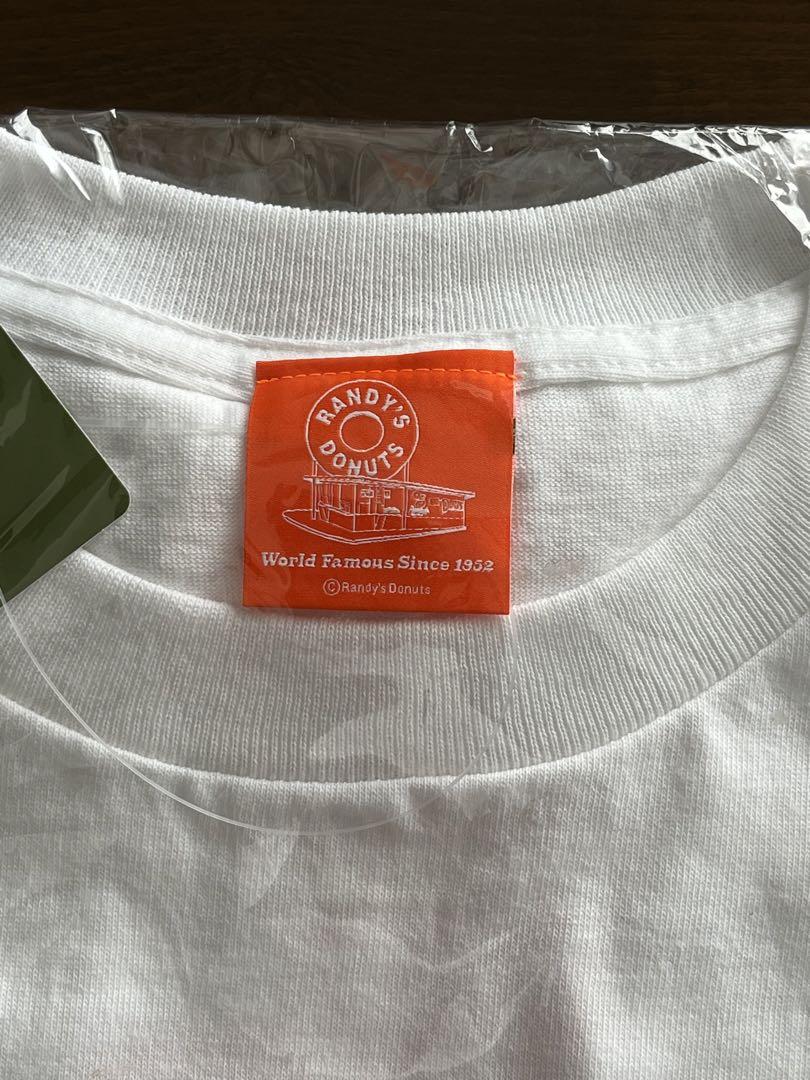 RANDY'S
DONUTS
World Famous Since 1952
©Randy's Donuts